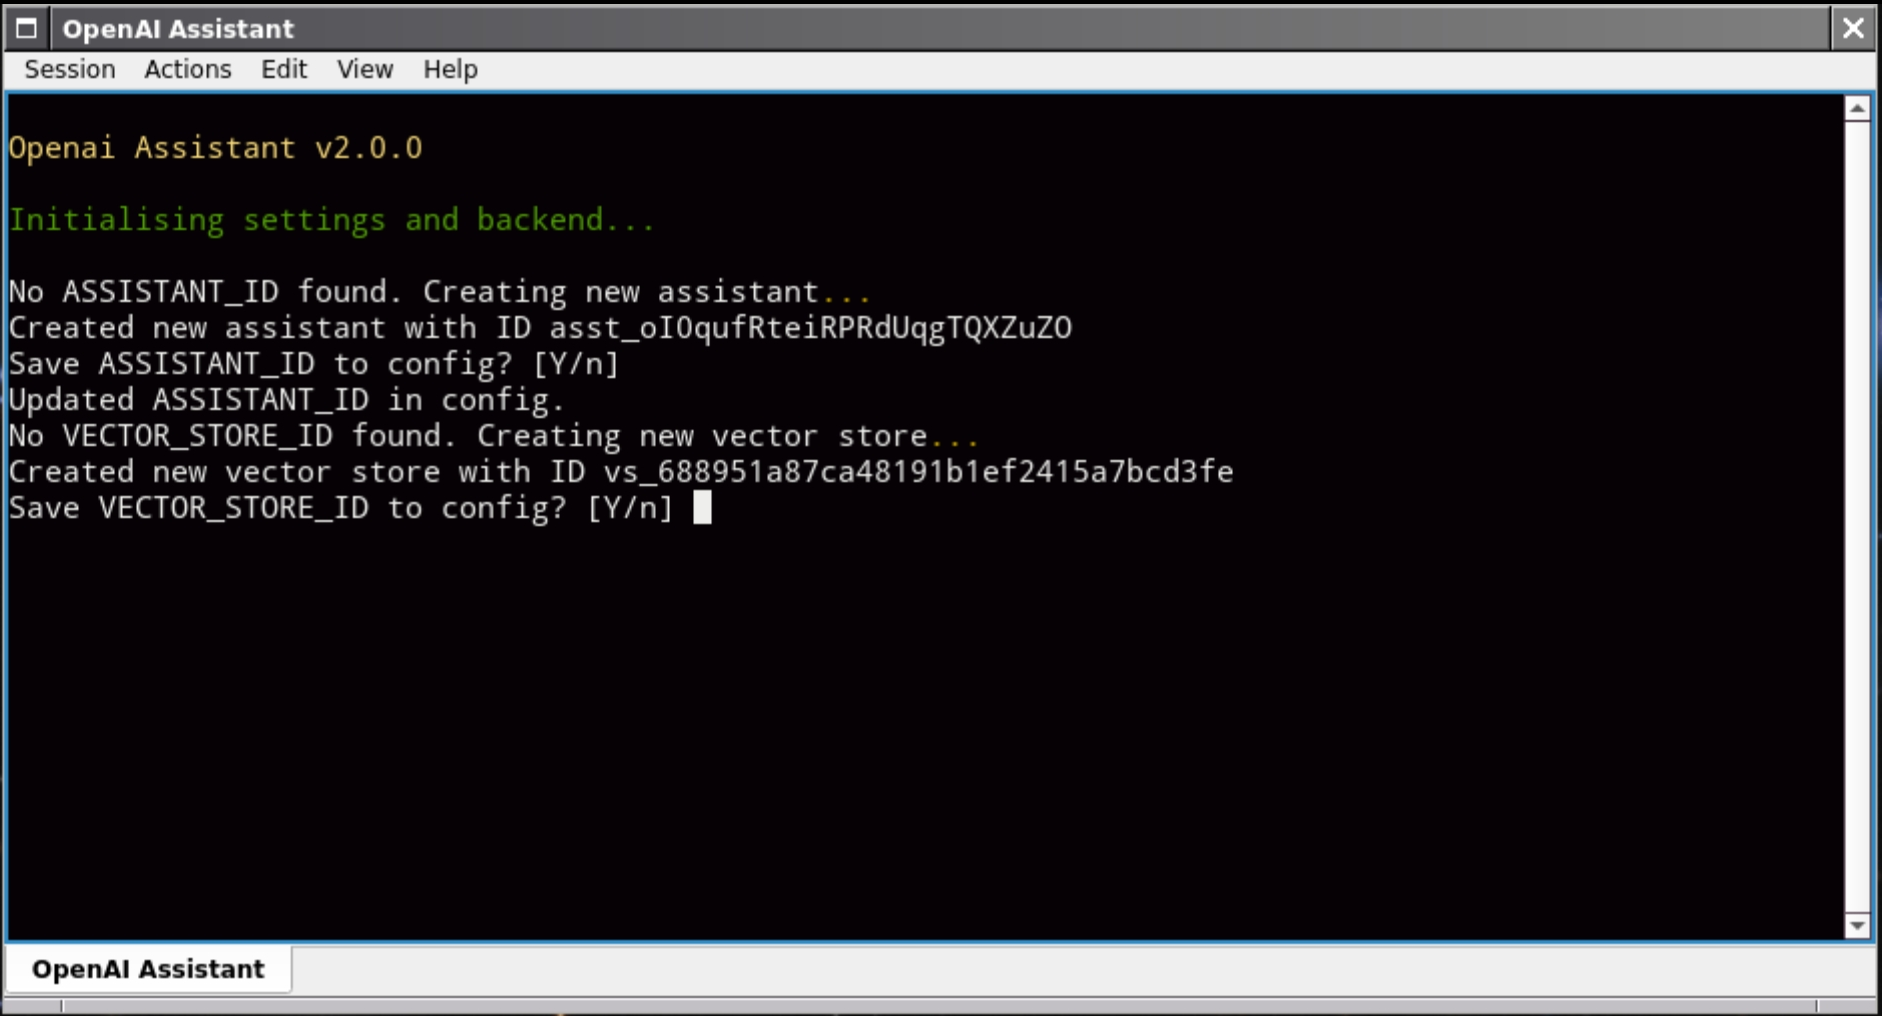 OpenAI Assistant
Session Actions Edit View Help
Openai Assistant v2.0.0
Initialising settings and backend...
No ASSISTANT_ID found. Creating new assistant...
Created new assistant with ID asst_oI0qufRteiRPRdUqgTQXZuZO
Save ASSISTANT_ID to config? [Y/n]
Updated ASSISTANT_ID in config.
No VECTOR_STORE_ID found. Creating new vector store...
Created new vector store with ID vs_688951a87ca48191b1ef2415a7bcd3fe
Save VECTOR_STORE_ID to config? [Y/n]
OpenAI Assistant